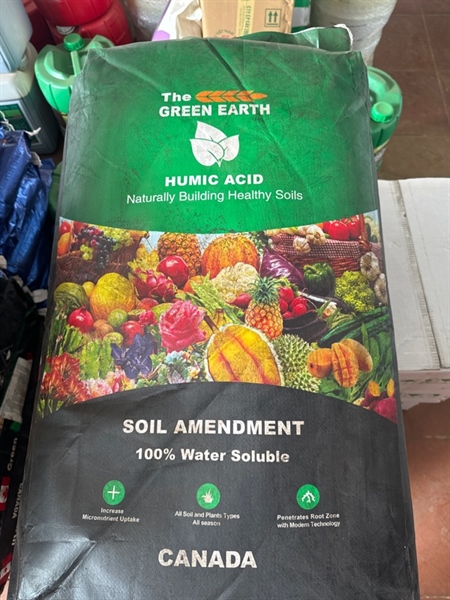 The
GREEN EARTH
HUMIC ACID
Naturally Building Healthy Soils
SOIL AMENDMENT
100% Water Soluble
Increase
Micronutrient Uptake
All Soil and Plants Types
All season
Penetrates Root Zone
with Modern Technology
CANADA